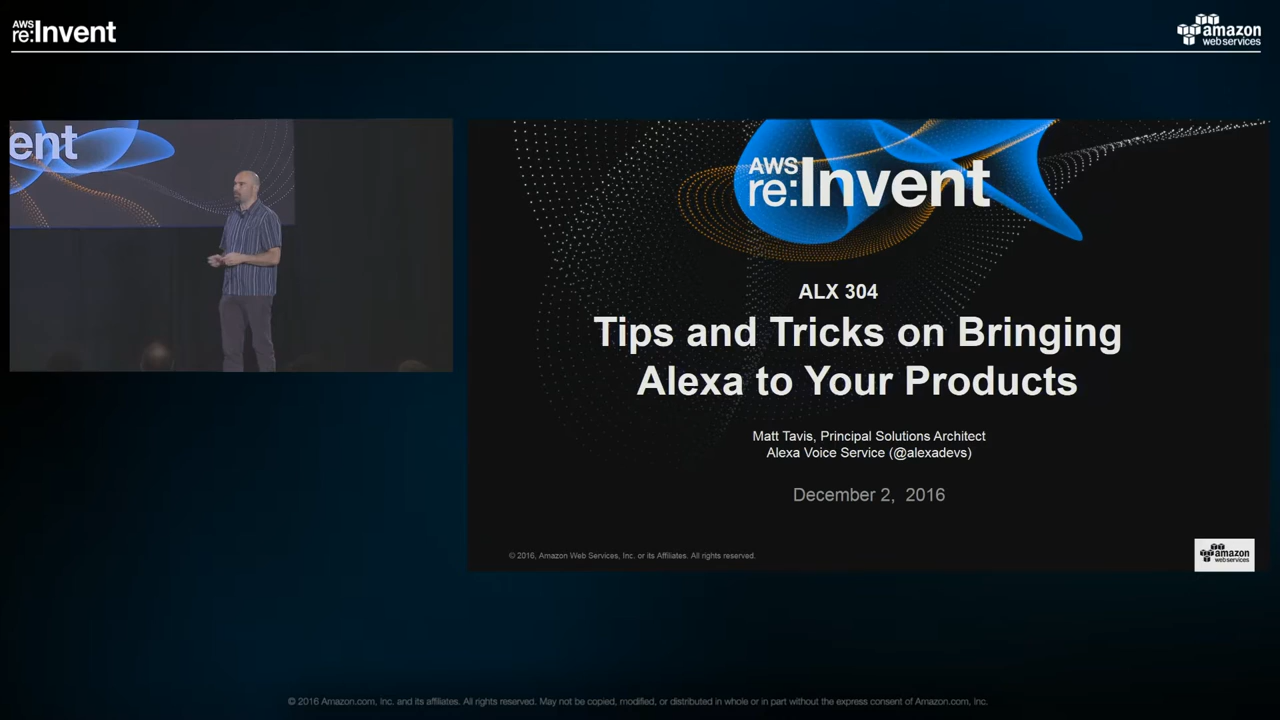 AWS
re:Invent
amazon
web services
ent
AWS
re:Invent
ALX 304
Tips and Tricks on Bringing
Alexa to Your Products
Matt Tavis, Principal Solutions Architect
Alexa Voice Service (@alexadevs)
December 2, 2016
© 2016, Amazon Web Services, Inc. or its Affiliates. All rights reserved.
amazon
web services
© 2016 Amazon.com, Inc. and its affiliates. All rights reserved. May not be copied, modified, or distributed in whole or in part without the express consent of Amazon.com, Inc.